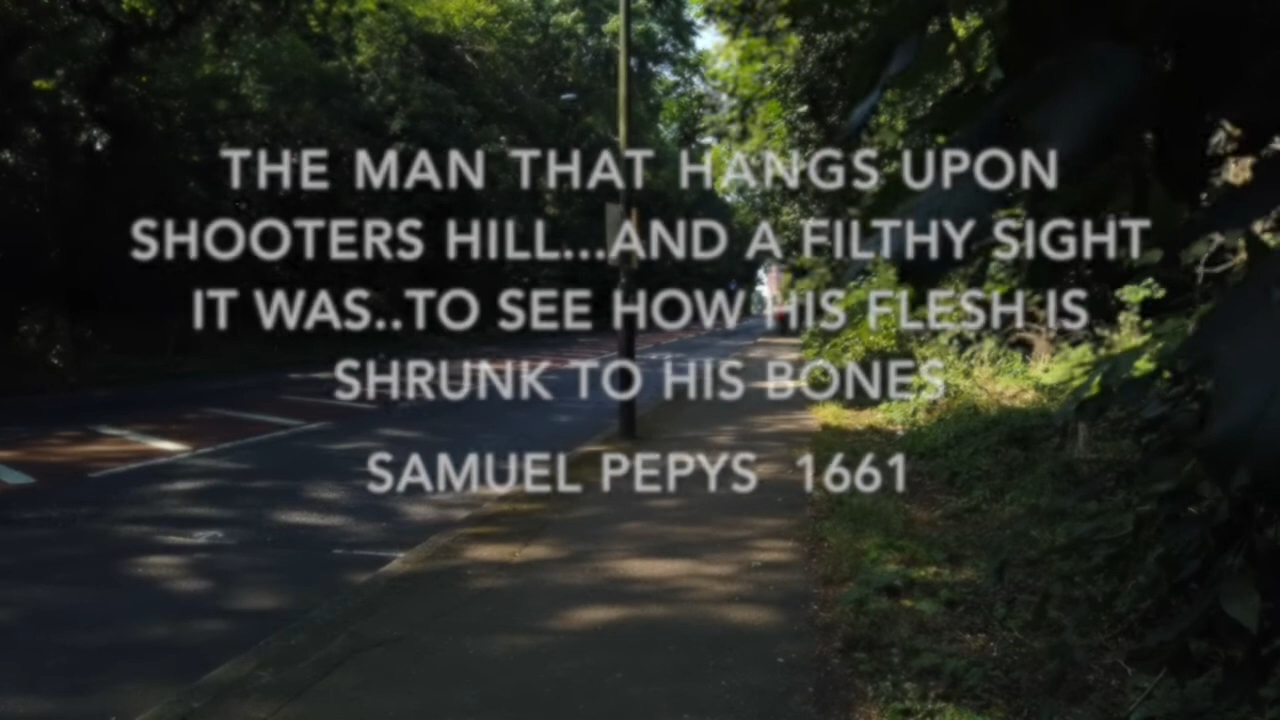 THE MAN THAT HANGS UPON
SHOOTERS HILL...AND A FILTHY SIGHT
IT WAS..TO SEE HOW HIS FLESH IS
SHRUNK TO HIS BONES
SAMUEL PEPYS 1661